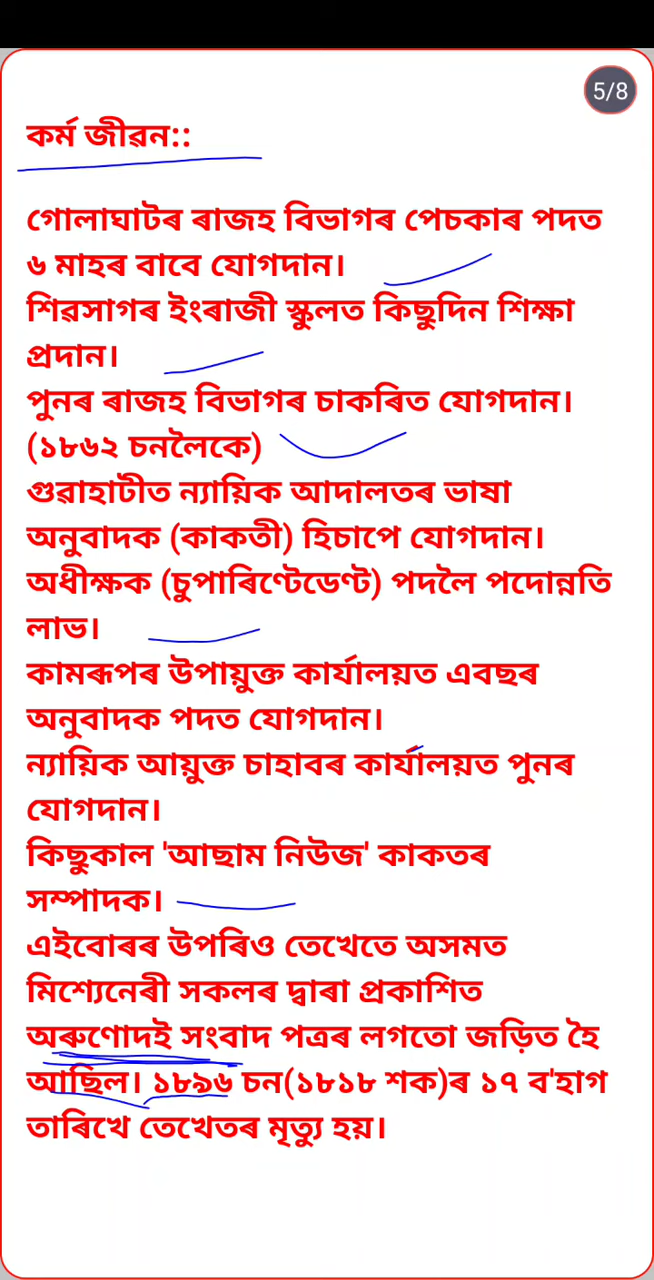 5/8
কৰ্ম জীৱন::
গোলাঘাটৰ ৰাজহ বিভাগৰ পেচকাৰ পদত
৬ মাহৰ বাবে যোগদান।
শিৱসাগৰ ইংৰাজী স্কুলত কিছুদিন শিক্ষা
প্ৰদান।
পুনৰ ৰাজহ বিভাগৰ চাকৰিত যোগদান।
(১৮৬২ চনলৈকে)
গুৱাহাটীত ন্যায়িক আদালতৰ ভাষা
অনুবাদক (কাকতী) হিচাপে যোগদান।
অধীক্ষক (চুপাৰিণ্টেডেণ্ট) পদলৈ পদোন্নতি
লাভ।
কামৰূপৰ উপায়ুক্ত কাৰ্যালয়ত এবছৰ
অনুবাদক পদত যোগদান।
ন্যায়িক আয়ুক্ত চাহাবৰ কাৰ্যালয়ত পুনৰ
যোগদান।
কিছুকাল 'আছাম নিউজ' কাকতৰ
সম্পাদক।
এইবোৰৰ উপৰিও তেখেতে অসমত
মিশ্যেনেৰী সকলৰ দ্বাৰা প্ৰকাশিত
অৰুণোদই সংবাদ পত্ৰৰ লগতো জড়িত হৈ
আছিল। ১৮৯৬ চন(১৮১৮ শক)ৰ ১৭ ব'হাগ
তাৰিখে তেখেতৰ মৃত্যু হয়।